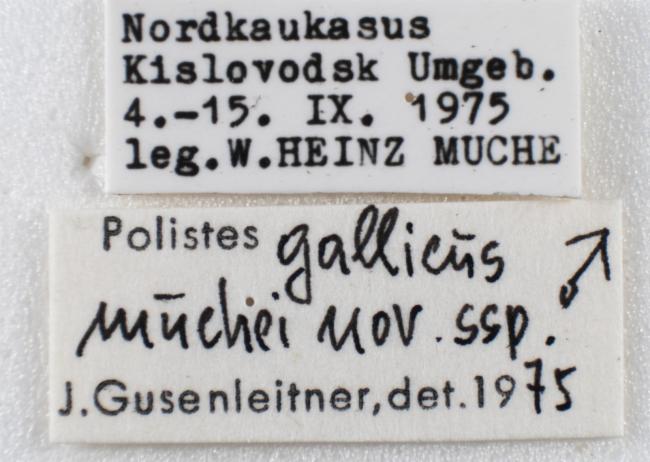 Nordkaukasus
Kislovodsk Umgeb.
4.-15. IX. 1975
leg.W.HEINZ MUCHE
Polistes gallicus
muchei nov. ssp. ♂
J.Gusenleitner,det.1975